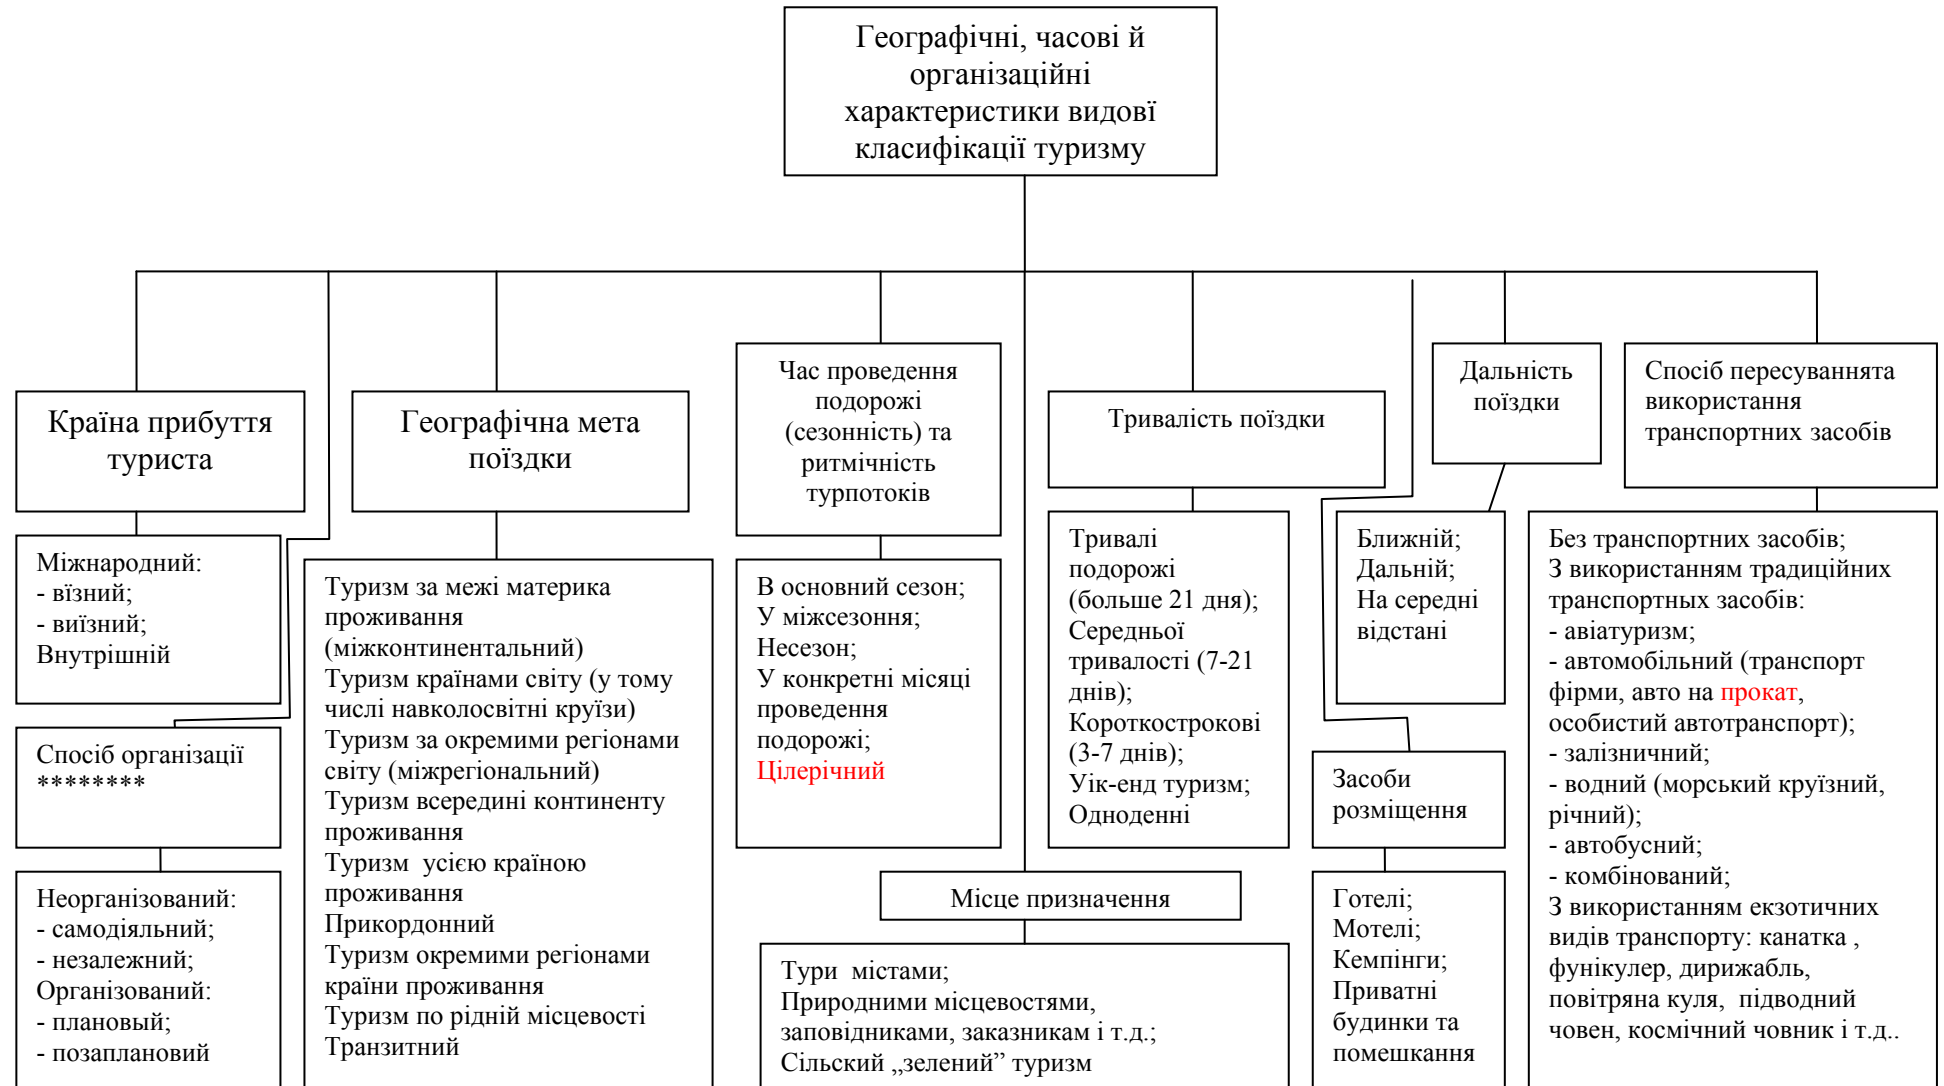 Географічні, часові й
організаційні
характеристики видові
класифікації туризму
Країна прибуття
туриста
Міжнародний:
- візний;
- виїзний;
Внутрішній
Спосіб організації
********
Неорганізований:
- самодіяльний;
- незалежний;
Організований:
- плановый;
- позаплановий
Географічна мета
поїздки
Туризм за межі материка
проживання
(міжконтинентальний)
Туризм країнами світу (у тому
числі навколосвітні круїзи)
Туризм за окремими регіонами
світу (міжрегіональний)
Туризм всередині континенту
проживання
Туризм  усією країною
проживання
Прикордонний
Туризм окремими регіонами
країни проживання
Туризм по рідній місцевості
Транзитний
Час проведення
подорожі
(сезонність) та
ритмічність
турпотоків
В основний сезон;
У міжсезоння;
Несезон;
У конкретні місяці
проведення
подорожі;
Цілерічний
Місце призначення
Тури  містами;
Природними місцевостями,
заповідниками, заказникам і т.д.;
Сільский „зелений” туризм
Тривалість поїздки
Тривалі
подорожі
(больше 21 дня);
Середньої
тривалості (7-21
днів);
Короткострокові
(3-7 днів);
Уік-енд туризм;
Одноденні
Засоби
розміщення
Готелі;
Мотелі;
Кемпінги;
Приватні
будинки та
помешкання
Дальність
поїздки
Ближній;
Дальній;
На середні
відстані
Спосіб пересуваннята
використання
транспортних засобів
Без транспортних засобів;
З використанням традиційних
транспортных засобів:
- авіатуризм;
- автомобільний (транспорт
фірми, авто на прокат,
особистий автотранспорт);
- залізничний;
- водний (морський круїзний,
річний);
- автобусний;
- комбінований;
З використанням екзотичних
видів транспорту: канатка ,
фунікулер, дирижабль,
повітряна куля,  підводний
човен, космічний човник і т.д..